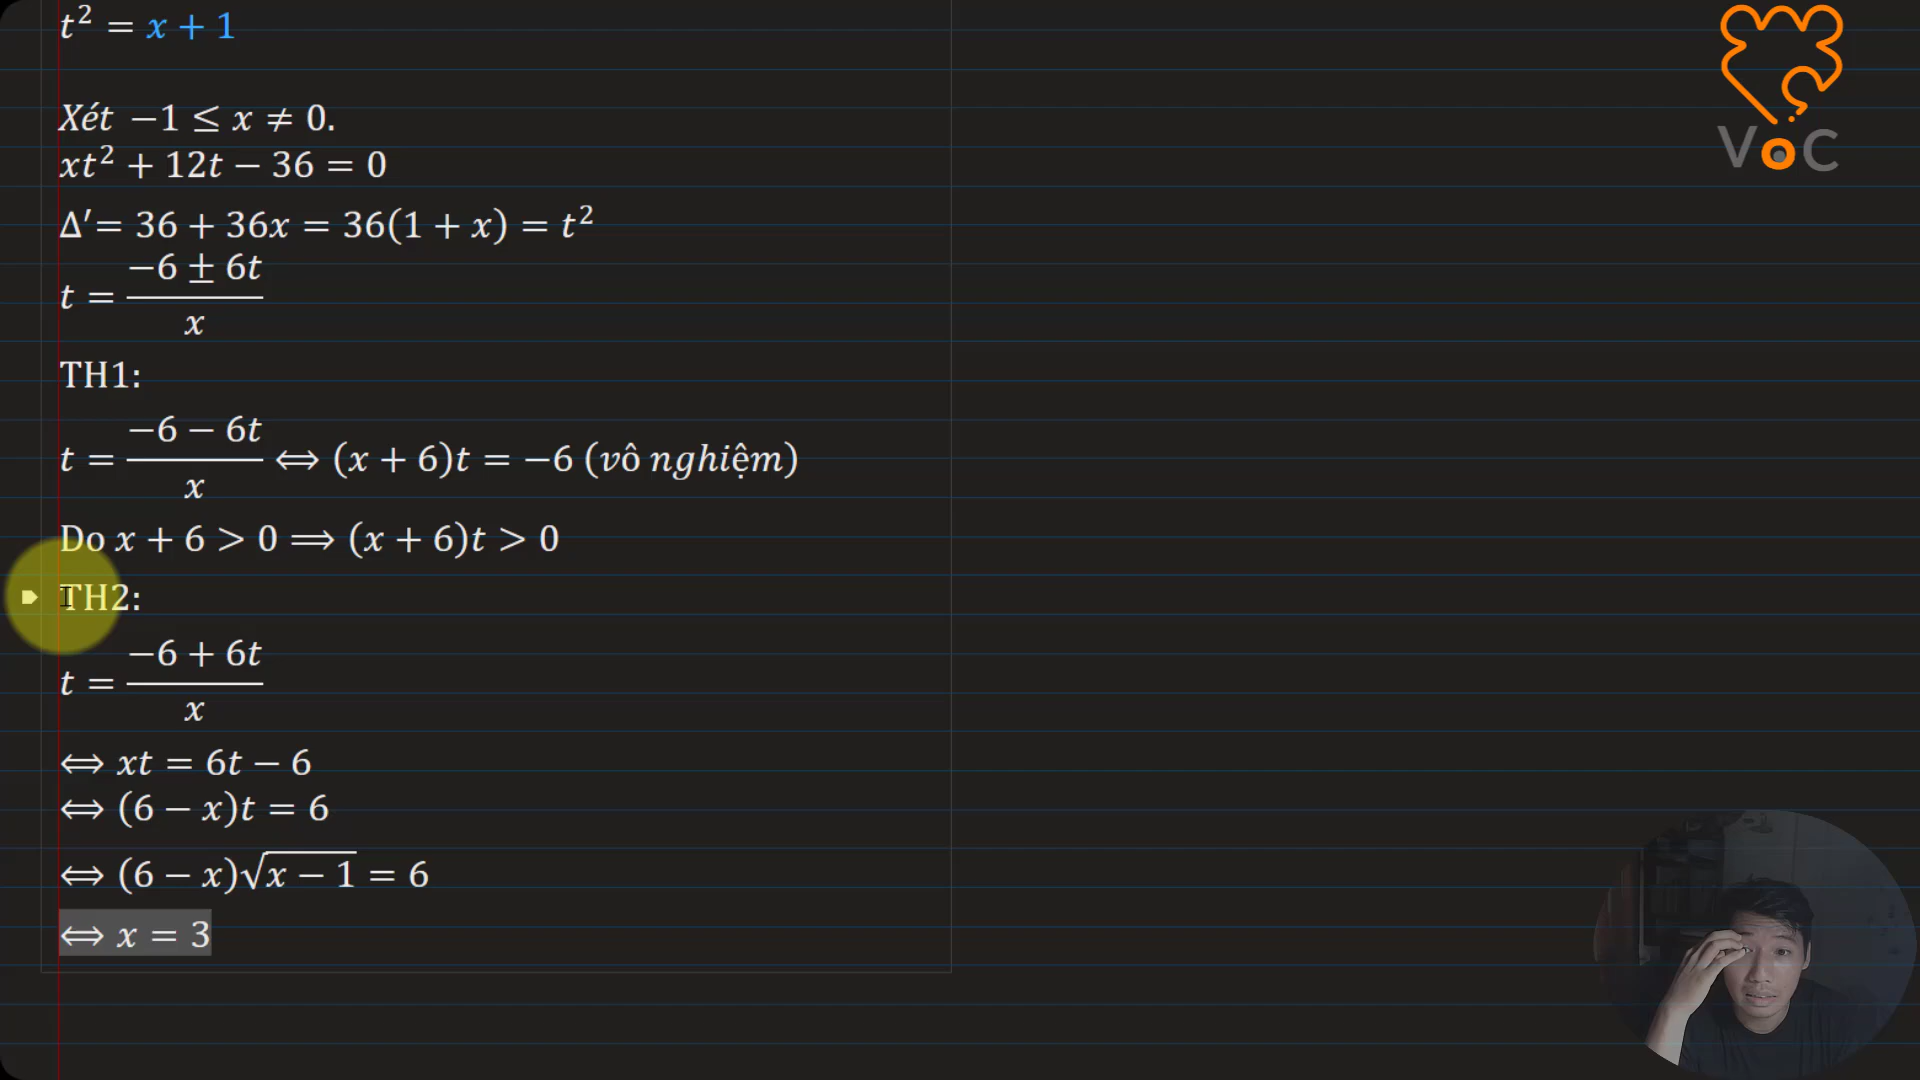 t² = x + 1
VoC
Xét −1 ≤ x ≠ 0.
xt² + 12t − 36 = 0
Δ′= 36 + 36x = 36(1 + x) = t²
t = (−6 ± 6t)/x
TH1:
t = (−6 − 6t)/x ⟺ (x + 6)t = −6 (vô nghiệm)
Do x + 6 > 0 ⟹ (x + 6)t > 0
TH2:
t = (−6 + 6t)/x
⟺ xt = 6t − 6
⟺ (6 − x)t = 6
⟺ (6 − x)√(x − 1) = 6
⟺ x = 3